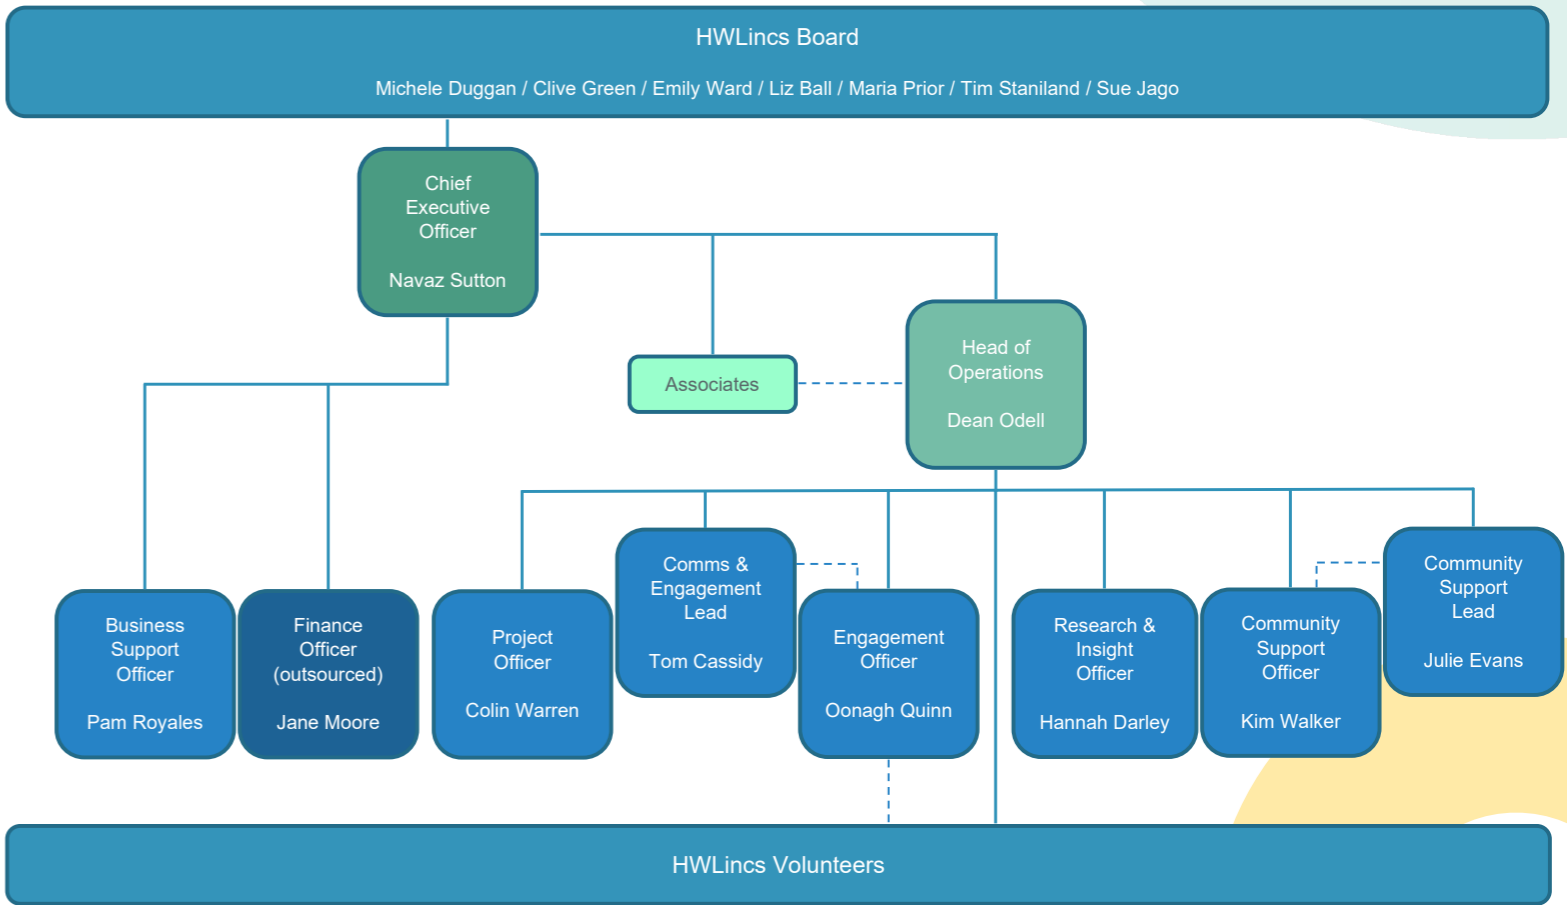 HWLincs Board
Michele Duggan / Clive Green / Emily Ward / Liz Ball / Maria Prior / Tim Staniland / Sue Jago
Chief
Executive
Officer
Navaz Sutton
Head of
Operations
Dean Odell
Associates
Business
Support
Officer
Pam Royales
Finance
Officer
(outsourced)
Jane Moore
Project
Officer
Colin Warren
Comms &
Engagement
Lead
Tom Cassidy
Engagement
Officer
Oonagh Quinn
Research &
Insight
Officer
Hannah Darley
Community
Support
Officer
Kim Walker
Community
Support
Lead
Julie Evans
HWLincs Volunteers